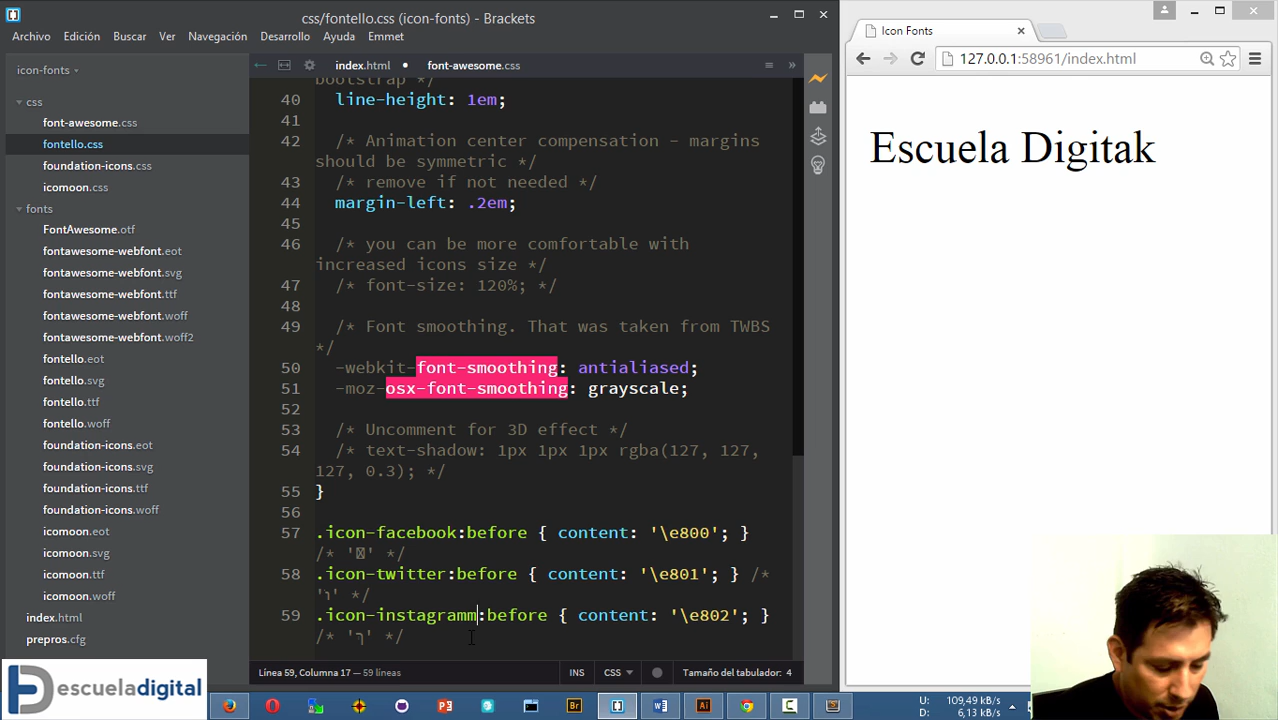 css/fontello.css (icon-fonts) - Brackets
Archivo Edición Buscar Ver Navegación Desarrollo Ayuda Emmet
icon-fonts
css
font-awesome.css
fontello.css
foundation-icons.css
icomoon.css
fonts
FontAwesome.otf
fontawesome-webfont.eot
fontawesome-webfont.svg
fontawesome-webfont.ttf
fontawesome-webfont.woff
fontawesome-webfont.woff2
fontello.eot
fontello.svg
fontello.ttf
fontello.woff
foundation-icons.eot
foundation-icons.svg
foundation-icons.ttf
foundation-icons.woff
icomoon.eot
icomoon.svg
icomoon.ttf
icomoon.woff
index.html
prepros.cfg
index.html font-awesome.css
bootstrap */
40 line-height: 1em;
41
42 /* Animation center compensation - margins
should be symmetric */
43 /* remove if not needed */
44 margin-left: .2em;
45
46 /* you can be more comfortable with
increased icons size */
47 /* font-size: 120%; */
48
49 /* Font smoothing. That was taken from TWBS
*/
50 -webkit-font-smoothing: antialiased;
51 -moz-osx-font-smoothing: grayscale;
52
53 /* Uncomment for 3D effect */
54 /* text-shadow: 1px 1px 1px rgba(127, 127,
127, 0.3); */
55 }
56
57 .icon-facebook:before { content: '\e800'; }
/* '' */
58 .icon-twitter:before { content: '\e801'; } /*
'' */
59 .icon-instagramm:before { content: '\e802'; }
/* '' */
Línea 59, Columna 17 — 59 líneas INS CSS Tamaño del tabulador: 4
Icon Fonts
127.0.0.1:58961/index.html
Escuela Digitak
escueladigital
U: 109,49 kB/s
D: 6,13 kB/s